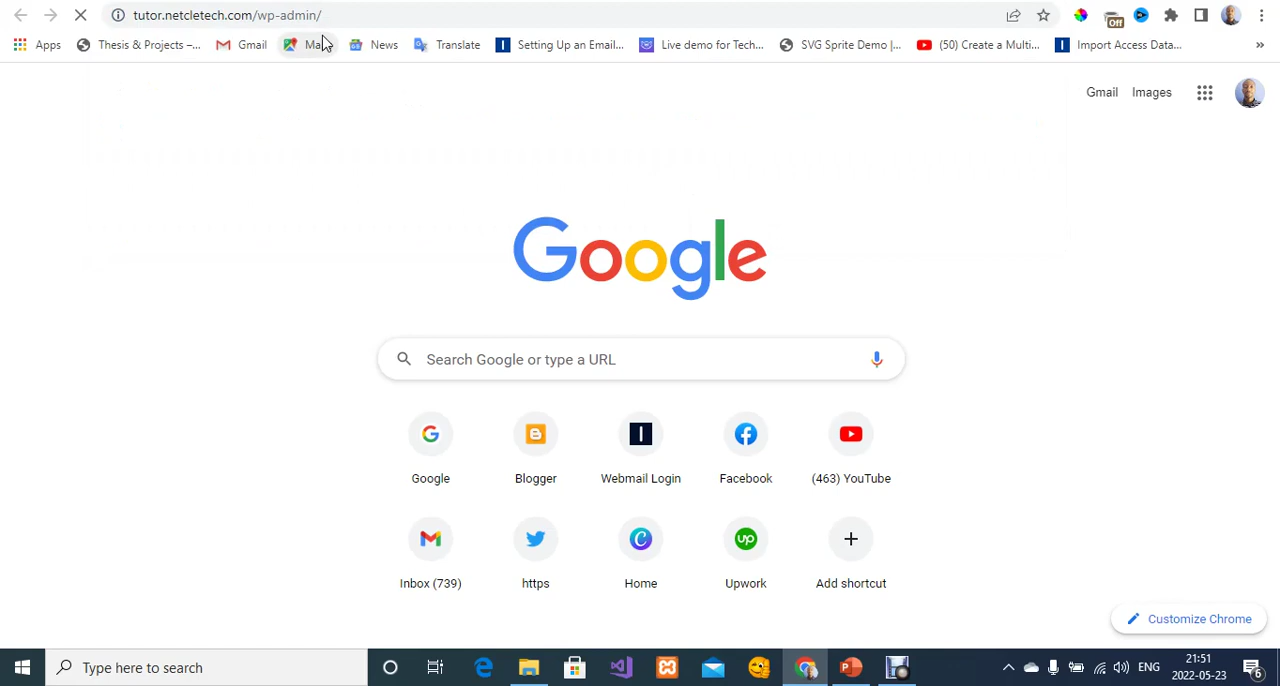 tutor.netcletech.com/wp-admin/
Off
Apps Thesis & Projects –... Gmail News Translate Setting Up an Email... Live demo for Tech... SVG Sprite Demo |... (50) Create a Multi... Import Access Data... »
Gmail Images
Google
Search Google or type a URL
Google Blogger Webmail Login Facebook (463) YouTube
Inbox (739) https Home Upwork Add shortcut
Customize Chrome
Type here to search
ENG
21:51
2022-05-23
6